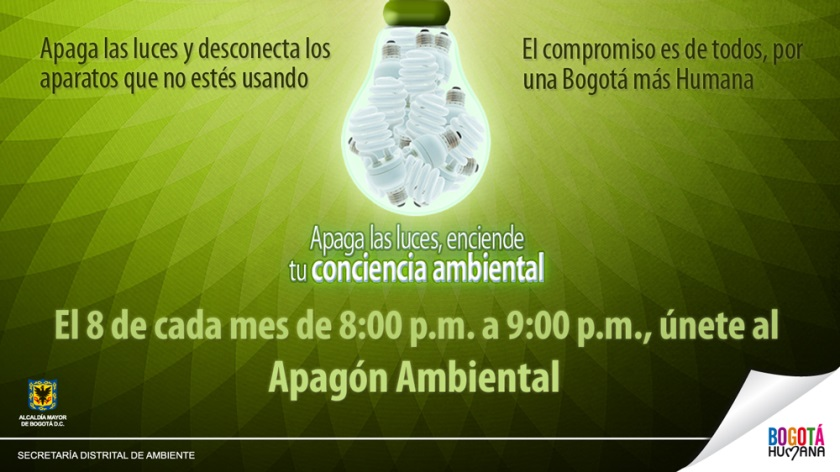 Apaga las luces y desconecta los
aparatos que no estés usando
El compromiso es de todos, por
una Bogotá más Humana
Apaga las luces, enciende
tu conciencia ambiental
El 8 de cada mes de 8:00 p.m. a 9:00 p.m., únete al
Apagón Ambiental
ALCALDÍA MAYOR
DE BOGOTÁ D.C.
SECRETARÍA DISTRITAL DE AMBIENTE
BOGOTÁ
HUMANA